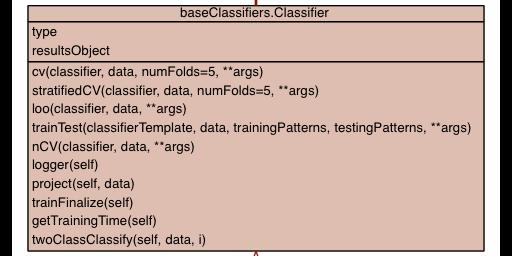 baseClassifiers.Classifier
type
resultsObject
cv(classifier, data, numFolds=5, **args)
stratifiedCV(classifier, data, numFolds=5, **args)
loo(classifier, data, **args)
trainTest(classifierTemplate, data, trainingPatterns, testingPatterns, **args)
nCV(classifier, data, **args)
logger(self)
project(self, data)
trainFinalize(self)
getTrainingTime(self)
twoClassClassify(self, data, i)